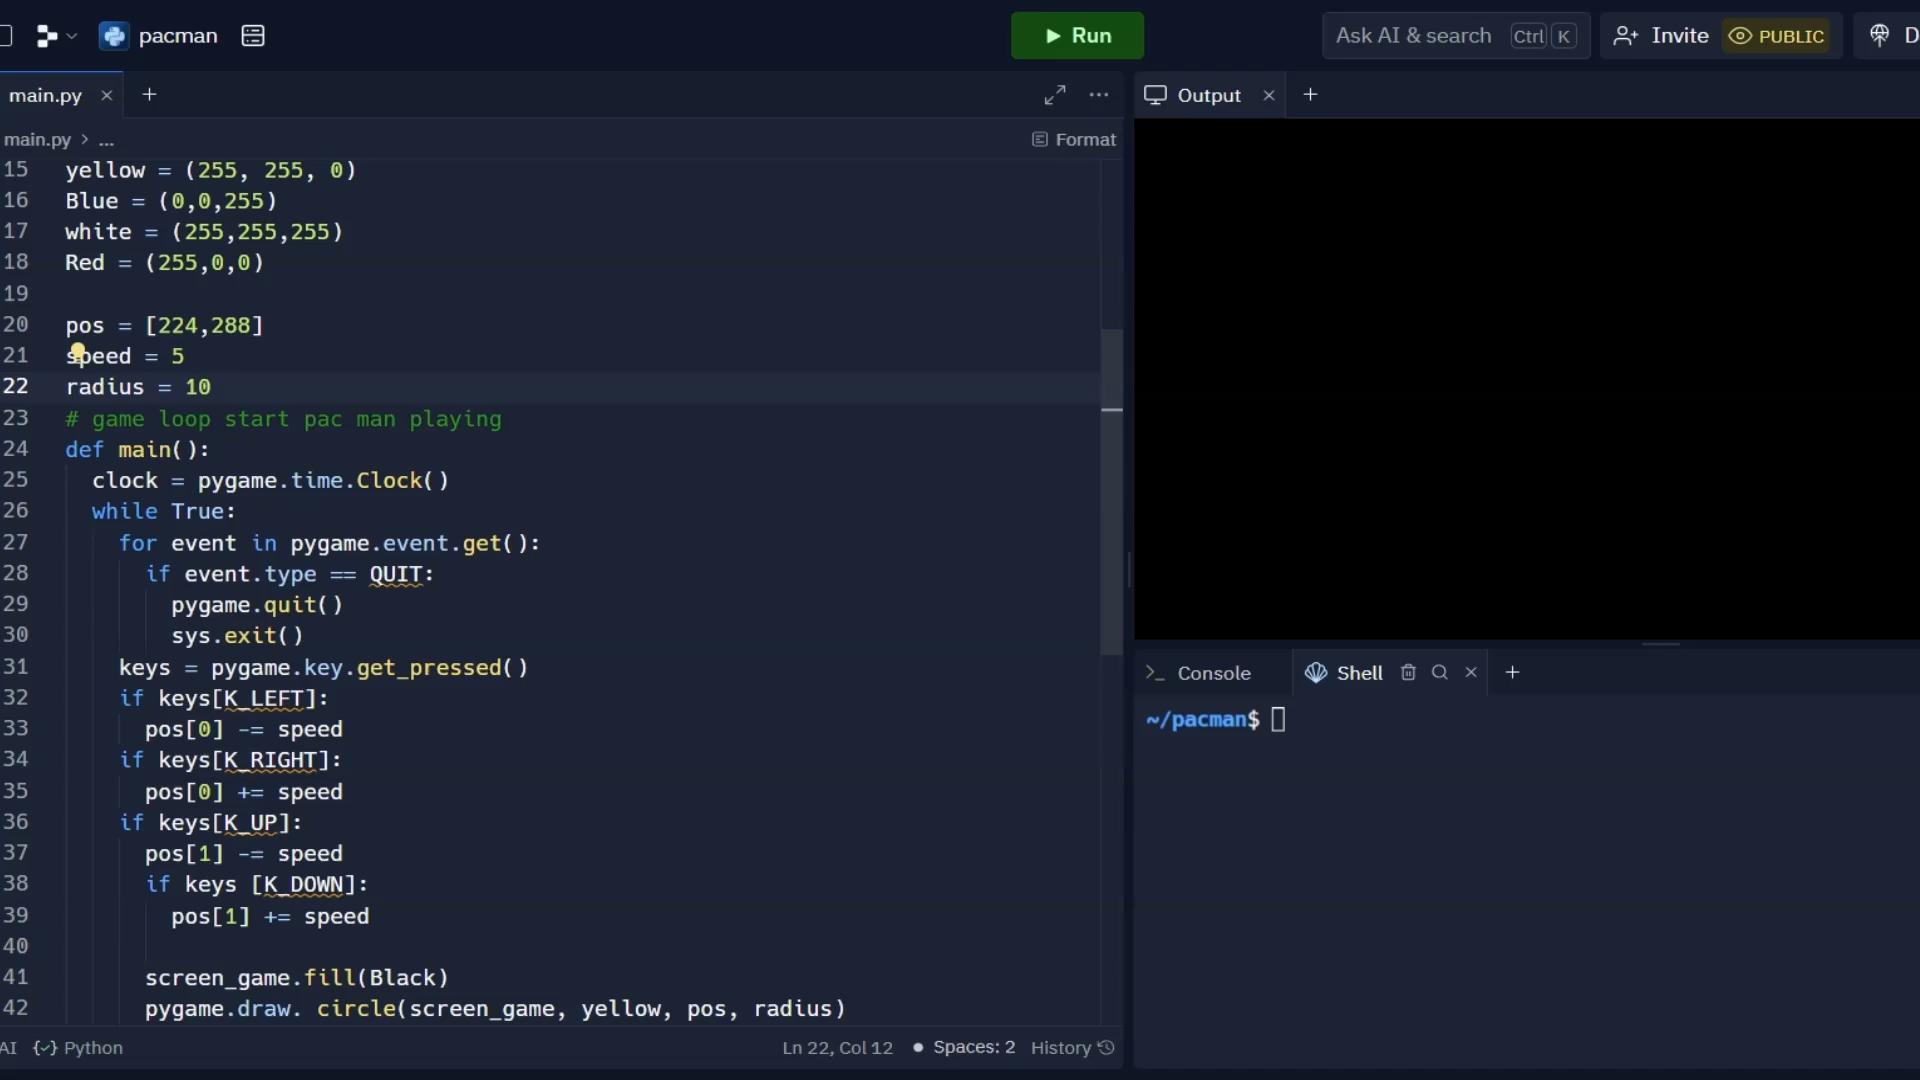 pacman
Run
Ask AI & search Ctrl K
Invite PUBLIC
D
main.py
Output
main.py > ...
Format
15 yellow = (255, 255, 0)
16 Blue = (0,0,255)
17 white = (255,255,255)
18 Red = (255,0,0)
19
20 pos = [224,288]
21 speed = 5
22 radius = 10
23 # game loop start pac man playing
24 def main():
25 clock = pygame.time.Clock()
26 while True:
27 for event in pygame.event.get():
28 if event.type == QUIT:
29 pygame.quit()
30 sys.exit()
31 keys = pygame.key.get_pressed()
32 if keys[K_LEFT]:
33 pos[0] -= speed
34 if keys[K_RIGHT]:
35 pos[0] += speed
36 if keys[K_UP]:
37 pos[1] -= speed
38 if keys [K_DOWN]:
39 pos[1] += speed
40
41 screen_game.fill(Black)
42 pygame.draw. circle(screen_game, yellow, pos, radius)
AI Python
Ln 22, Col 12 Spaces: 2 History
Console
Shell
~/pacman$